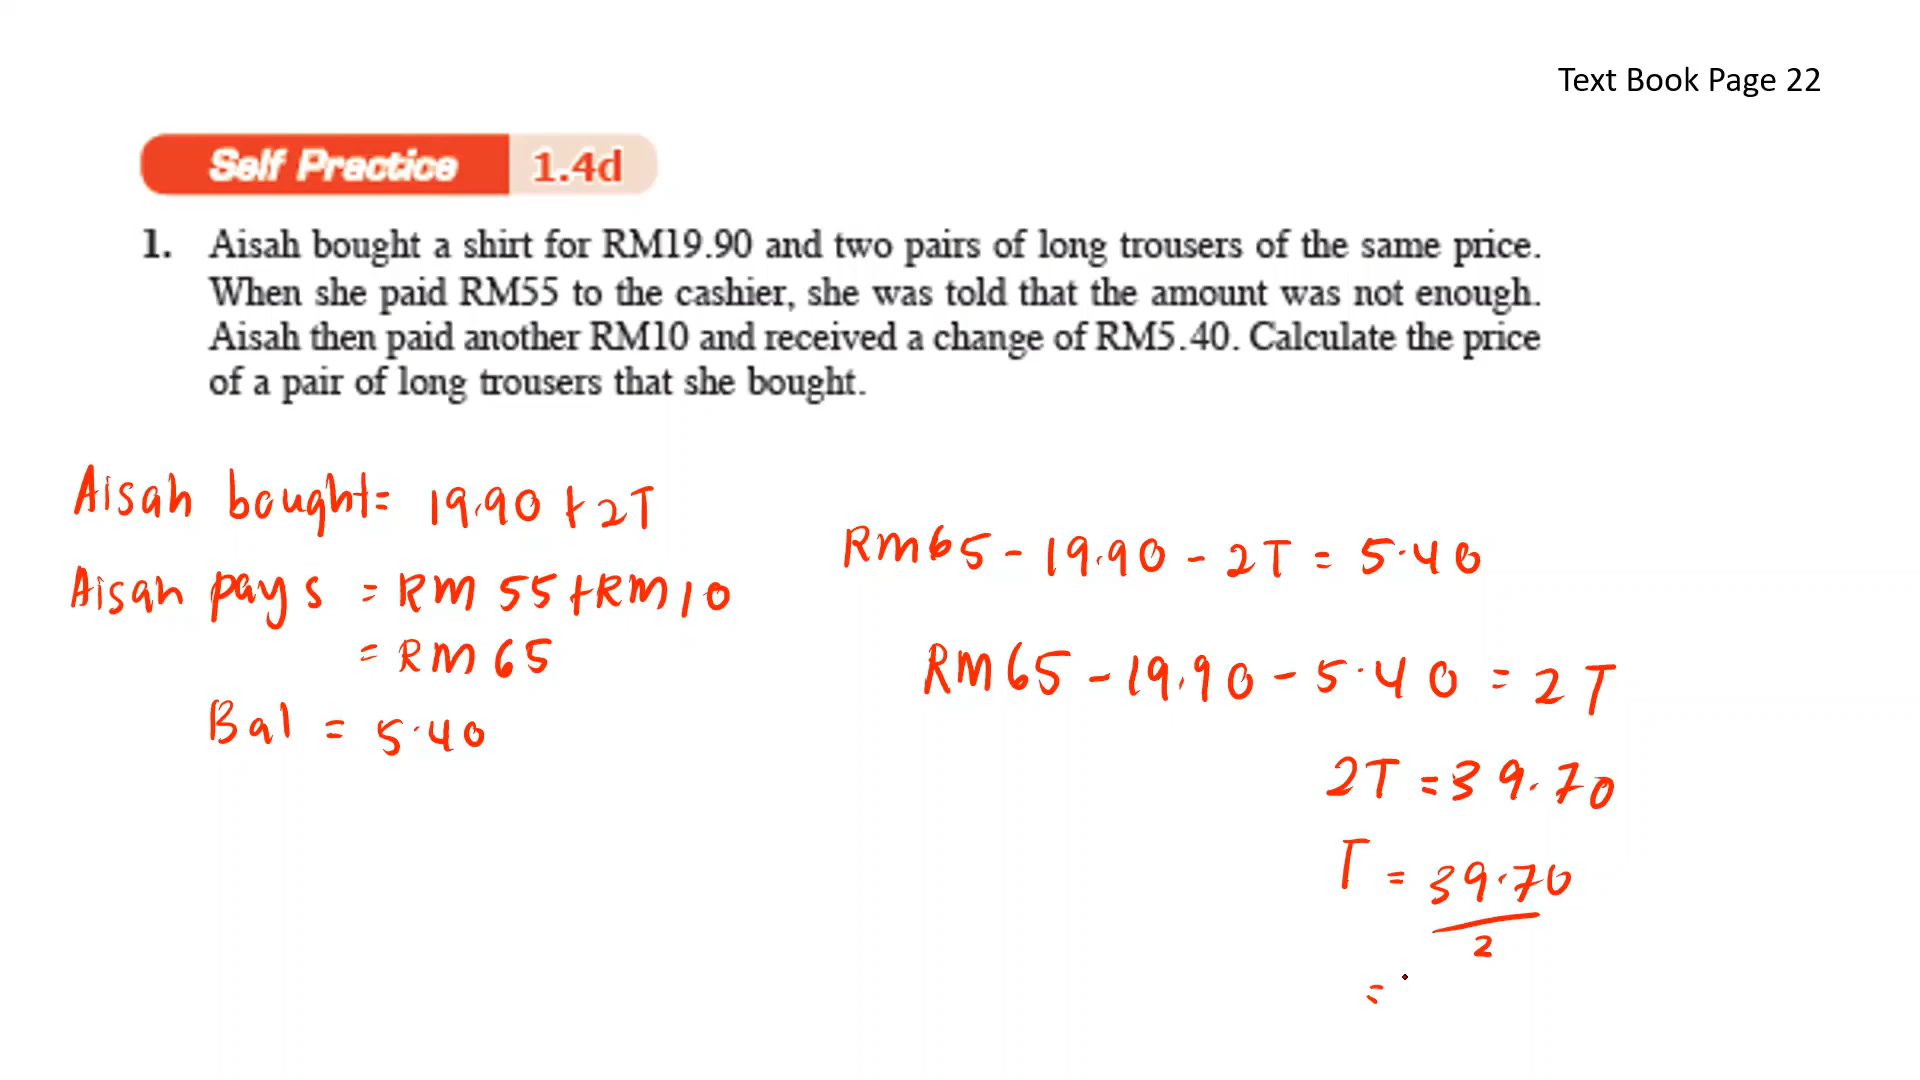 Text Book Page 22
Self Practice 1.4d
1. Aisah bought a shirt for RM19.90 and two pairs of long trousers of the same price.
When she paid RM55 to the cashier, she was told that the amount was not enough.
Aisah then paid another RM10 and received a change of RM5.40. Calculate the price
of a pair of long trousers that she bought.
Aisah bought = 19.90 + 2T
Aisah pays = RM 55 + RM 10
= RM 65
Bal = 5.40
Rm65 - 19.90 - 2T = 5.40
RM65 - 19.90 - 5.40 = 2T
2T = 39.70
T = 39.70
2
=